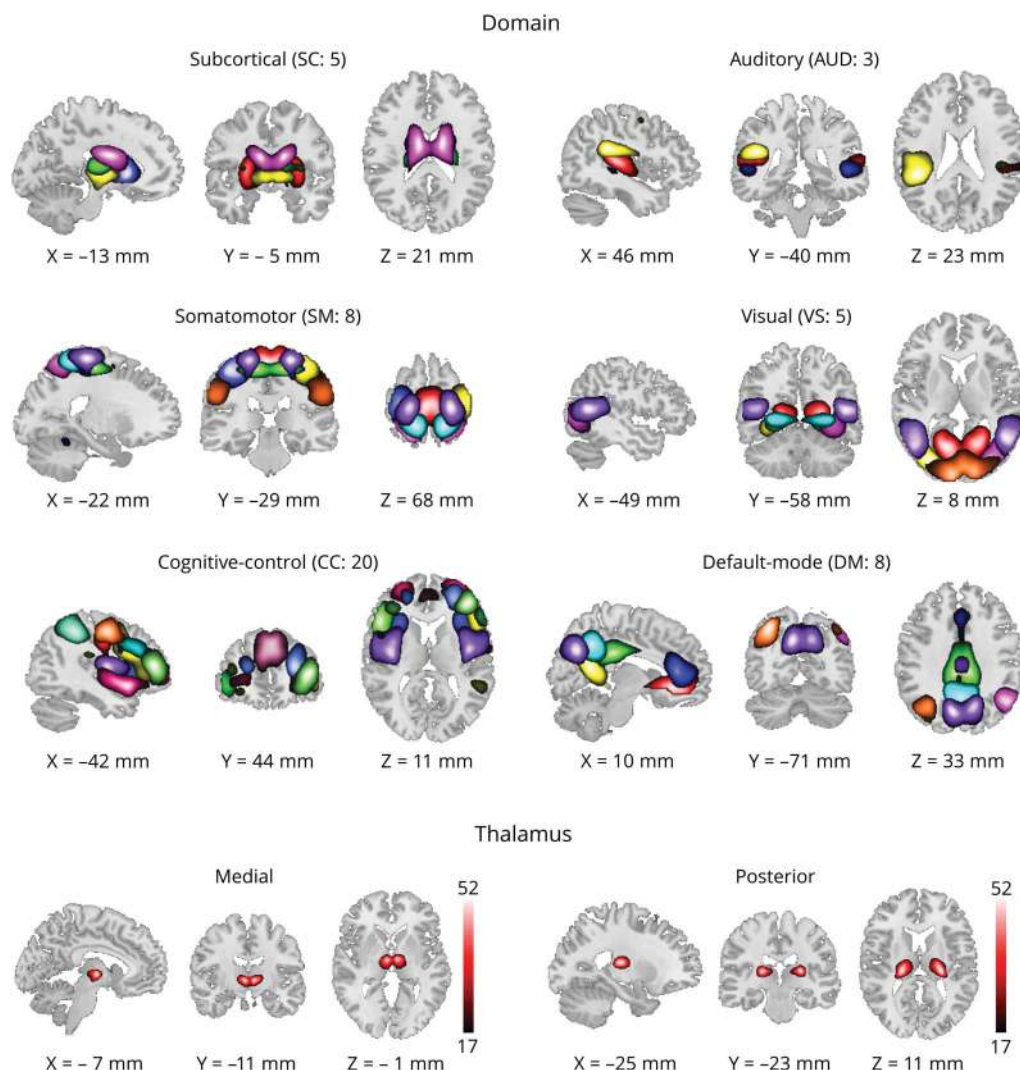 Domain
Subcortical (SC: 5)
Auditory (AUD: 3)
X = –13 mm
Y = – 5 mm
Z = 21 mm
X = 46 mm
Y = –40 mm
Z = 23 mm
Somatomotor (SM: 8)
Visual (VS: 5)
X = –22 mm
Y = –29 mm
Z = 68 mm
X = –49 mm
Y = –58 mm
Z = 8 mm
Cognitive-control (CC: 20)
Default-mode (DM: 8)
X = –42 mm
Y = 44 mm
Z = 11 mm
X = 10 mm
Y = –71 mm
Z = 33 mm
Thalamus
Medial
Posterior
52
52
17
17
X = – 7 mm
Y = –11 mm
Z = – 1 mm
X = –25 mm
Y = –23 mm
Z = 11 mm